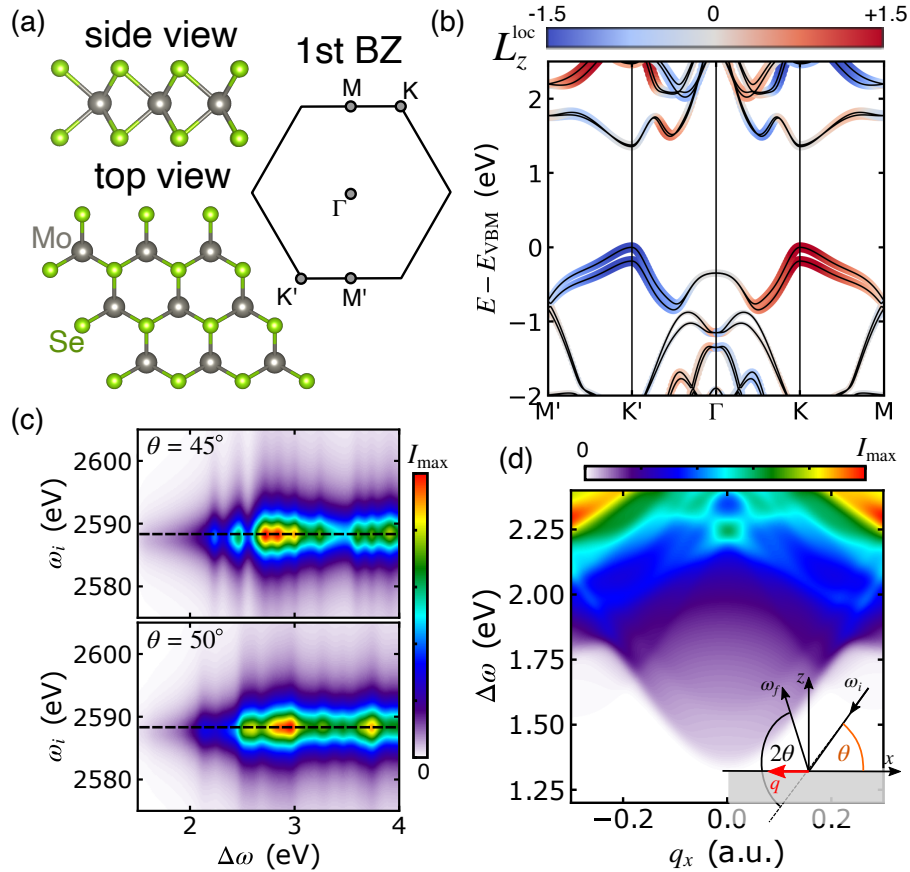 (a)
side view
top view
Mo
Se
1st BZ
M
K
Γ
K'
M'
(b)
-1.5
0
+1.5
L_z^loc
E − E_VBM (eV)
2
1
0
−1
−2
M'
K'
Γ
K
M
(c)
θ = 45°
ω_i (eV)
2600
2590
2580
I_max
0
θ = 50°
ω_i (eV)
2600
2590
2580
2
3
4
Δω (eV)
(d)
0
I_max
Δω (eV)
2.25
2.00
1.75
1.50
1.25
−0.2
0.0
0.2
q_x (a.u.)
ω_f
z
ω_i
2θ
θ
x
q